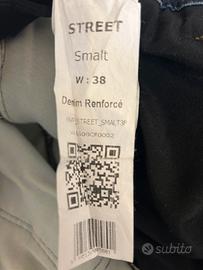 STREET
Smalt
W : 38
Denim Renforcé
subito